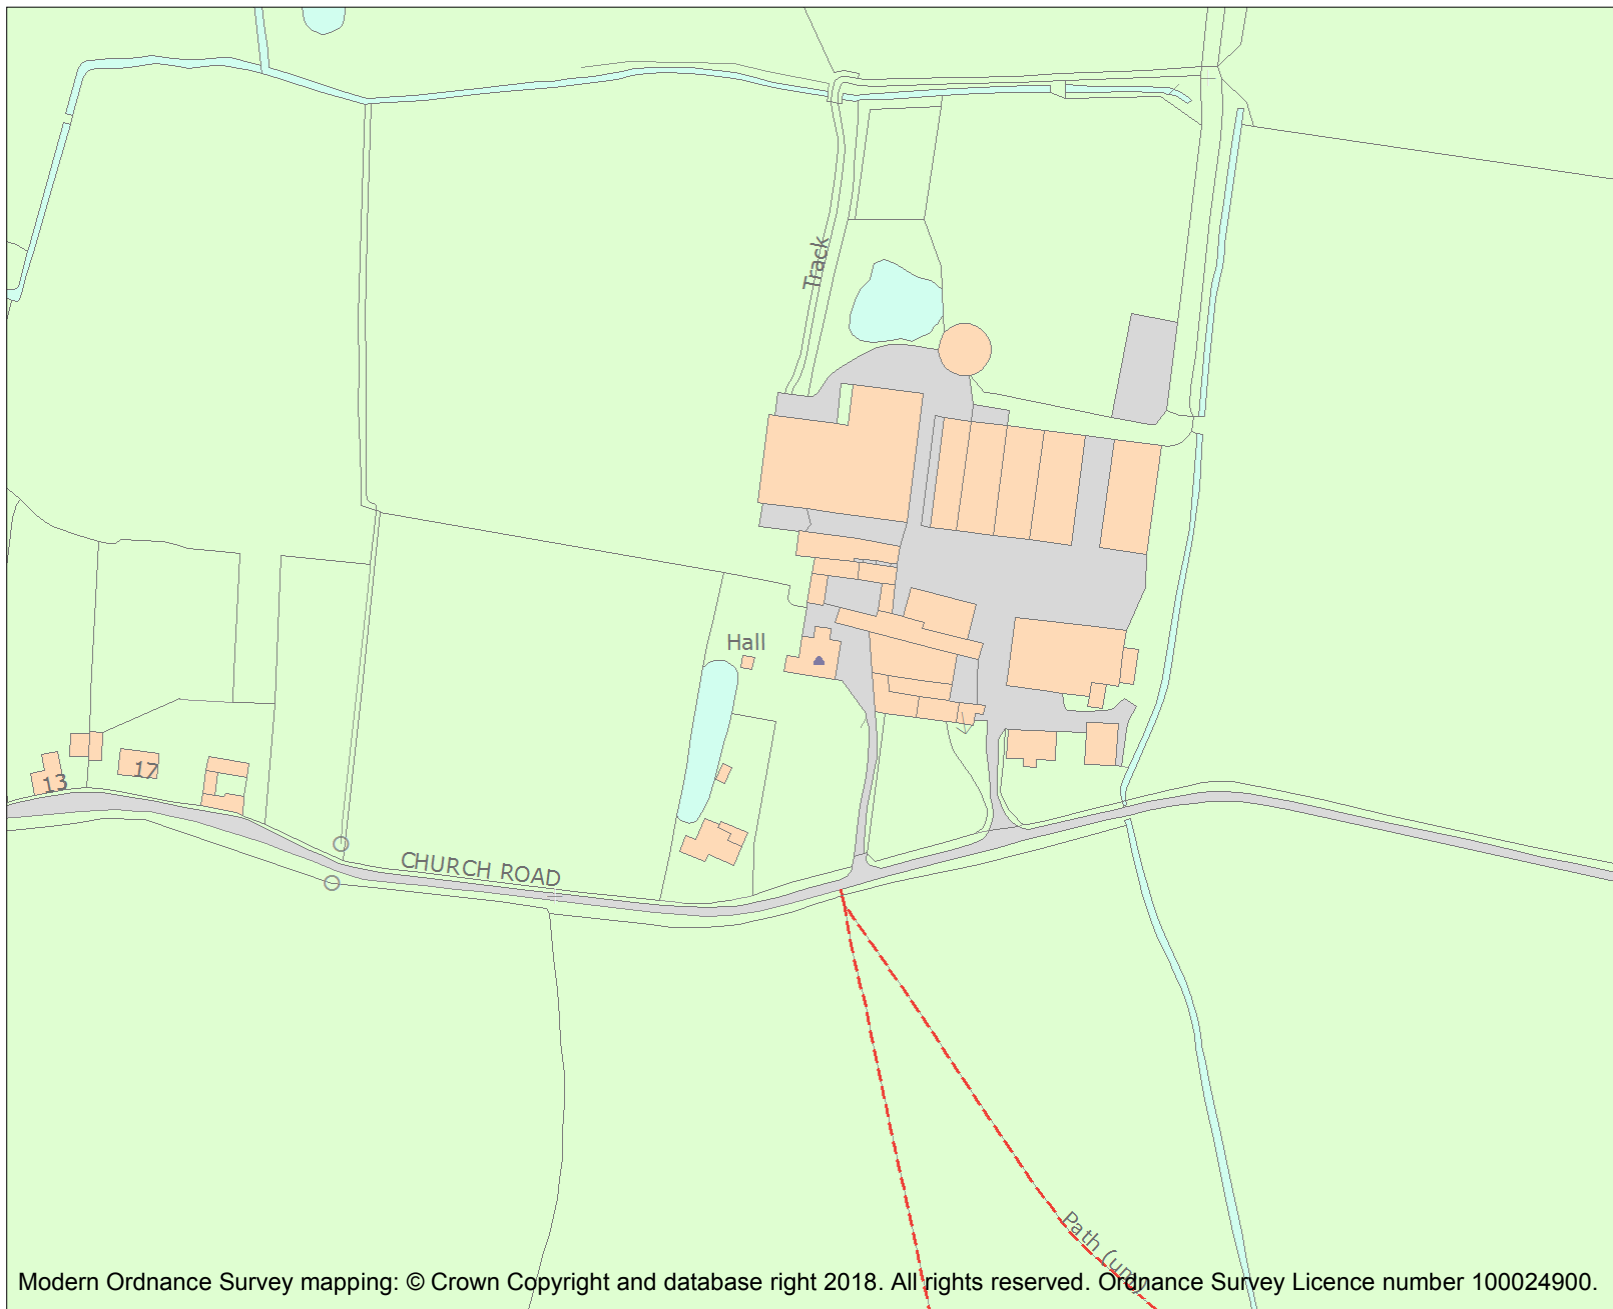 Track
Hall
13
17
CHURCH ROAD
Path (um)
Modern Ordnance Survey mapping: © Crown Copyright and database right 2018. All rights reserved. Ordnance Survey Licence number 100024900.